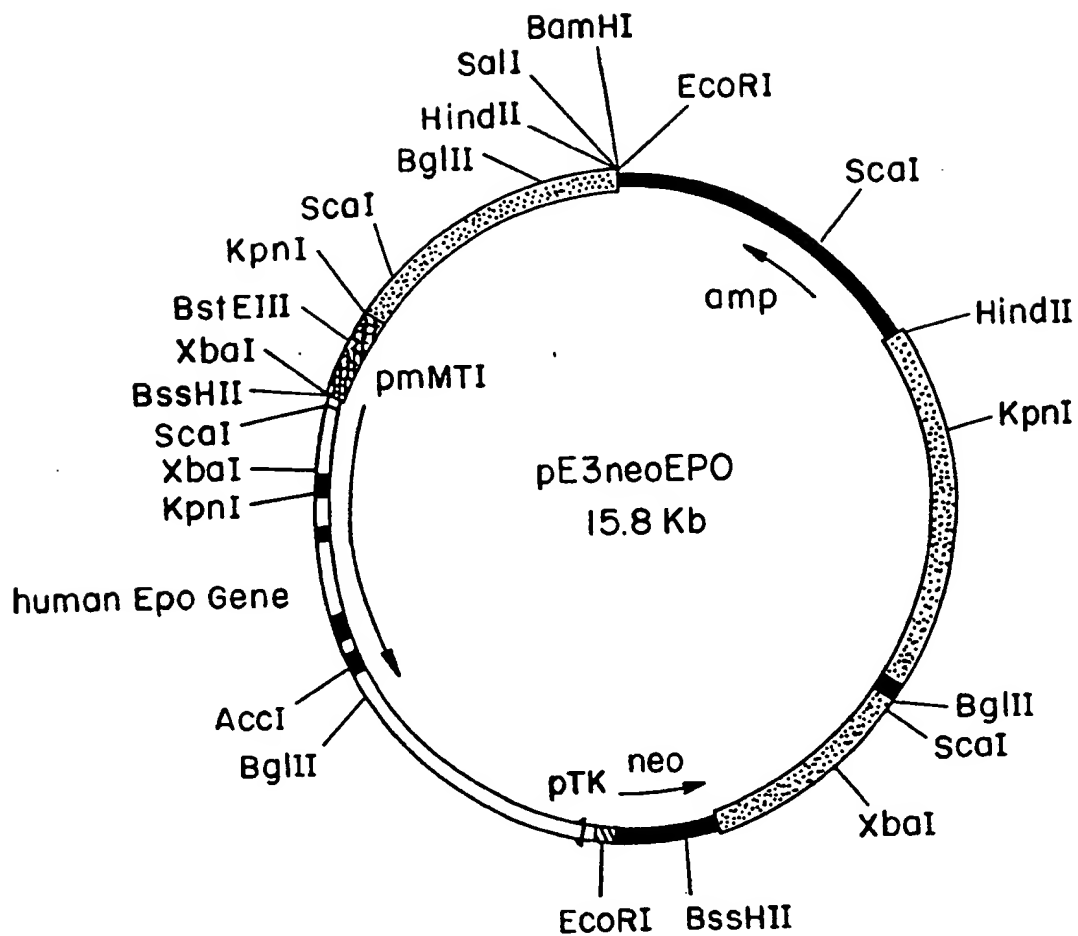 BamHI
SalI
EcoRI
HindII
BglII
ScaI
ScaI
KpnI
amp
BstEIII
HindII
XbaI
pmMTI
BssHII
KpnI
ScaI
XbaI
pE3neoEPO
KpnI
15.8 Kb
human Epo Gene
AccI
BglII
BglII
ScaI
neo
pTK
XbaI
EcoRI
BssHII